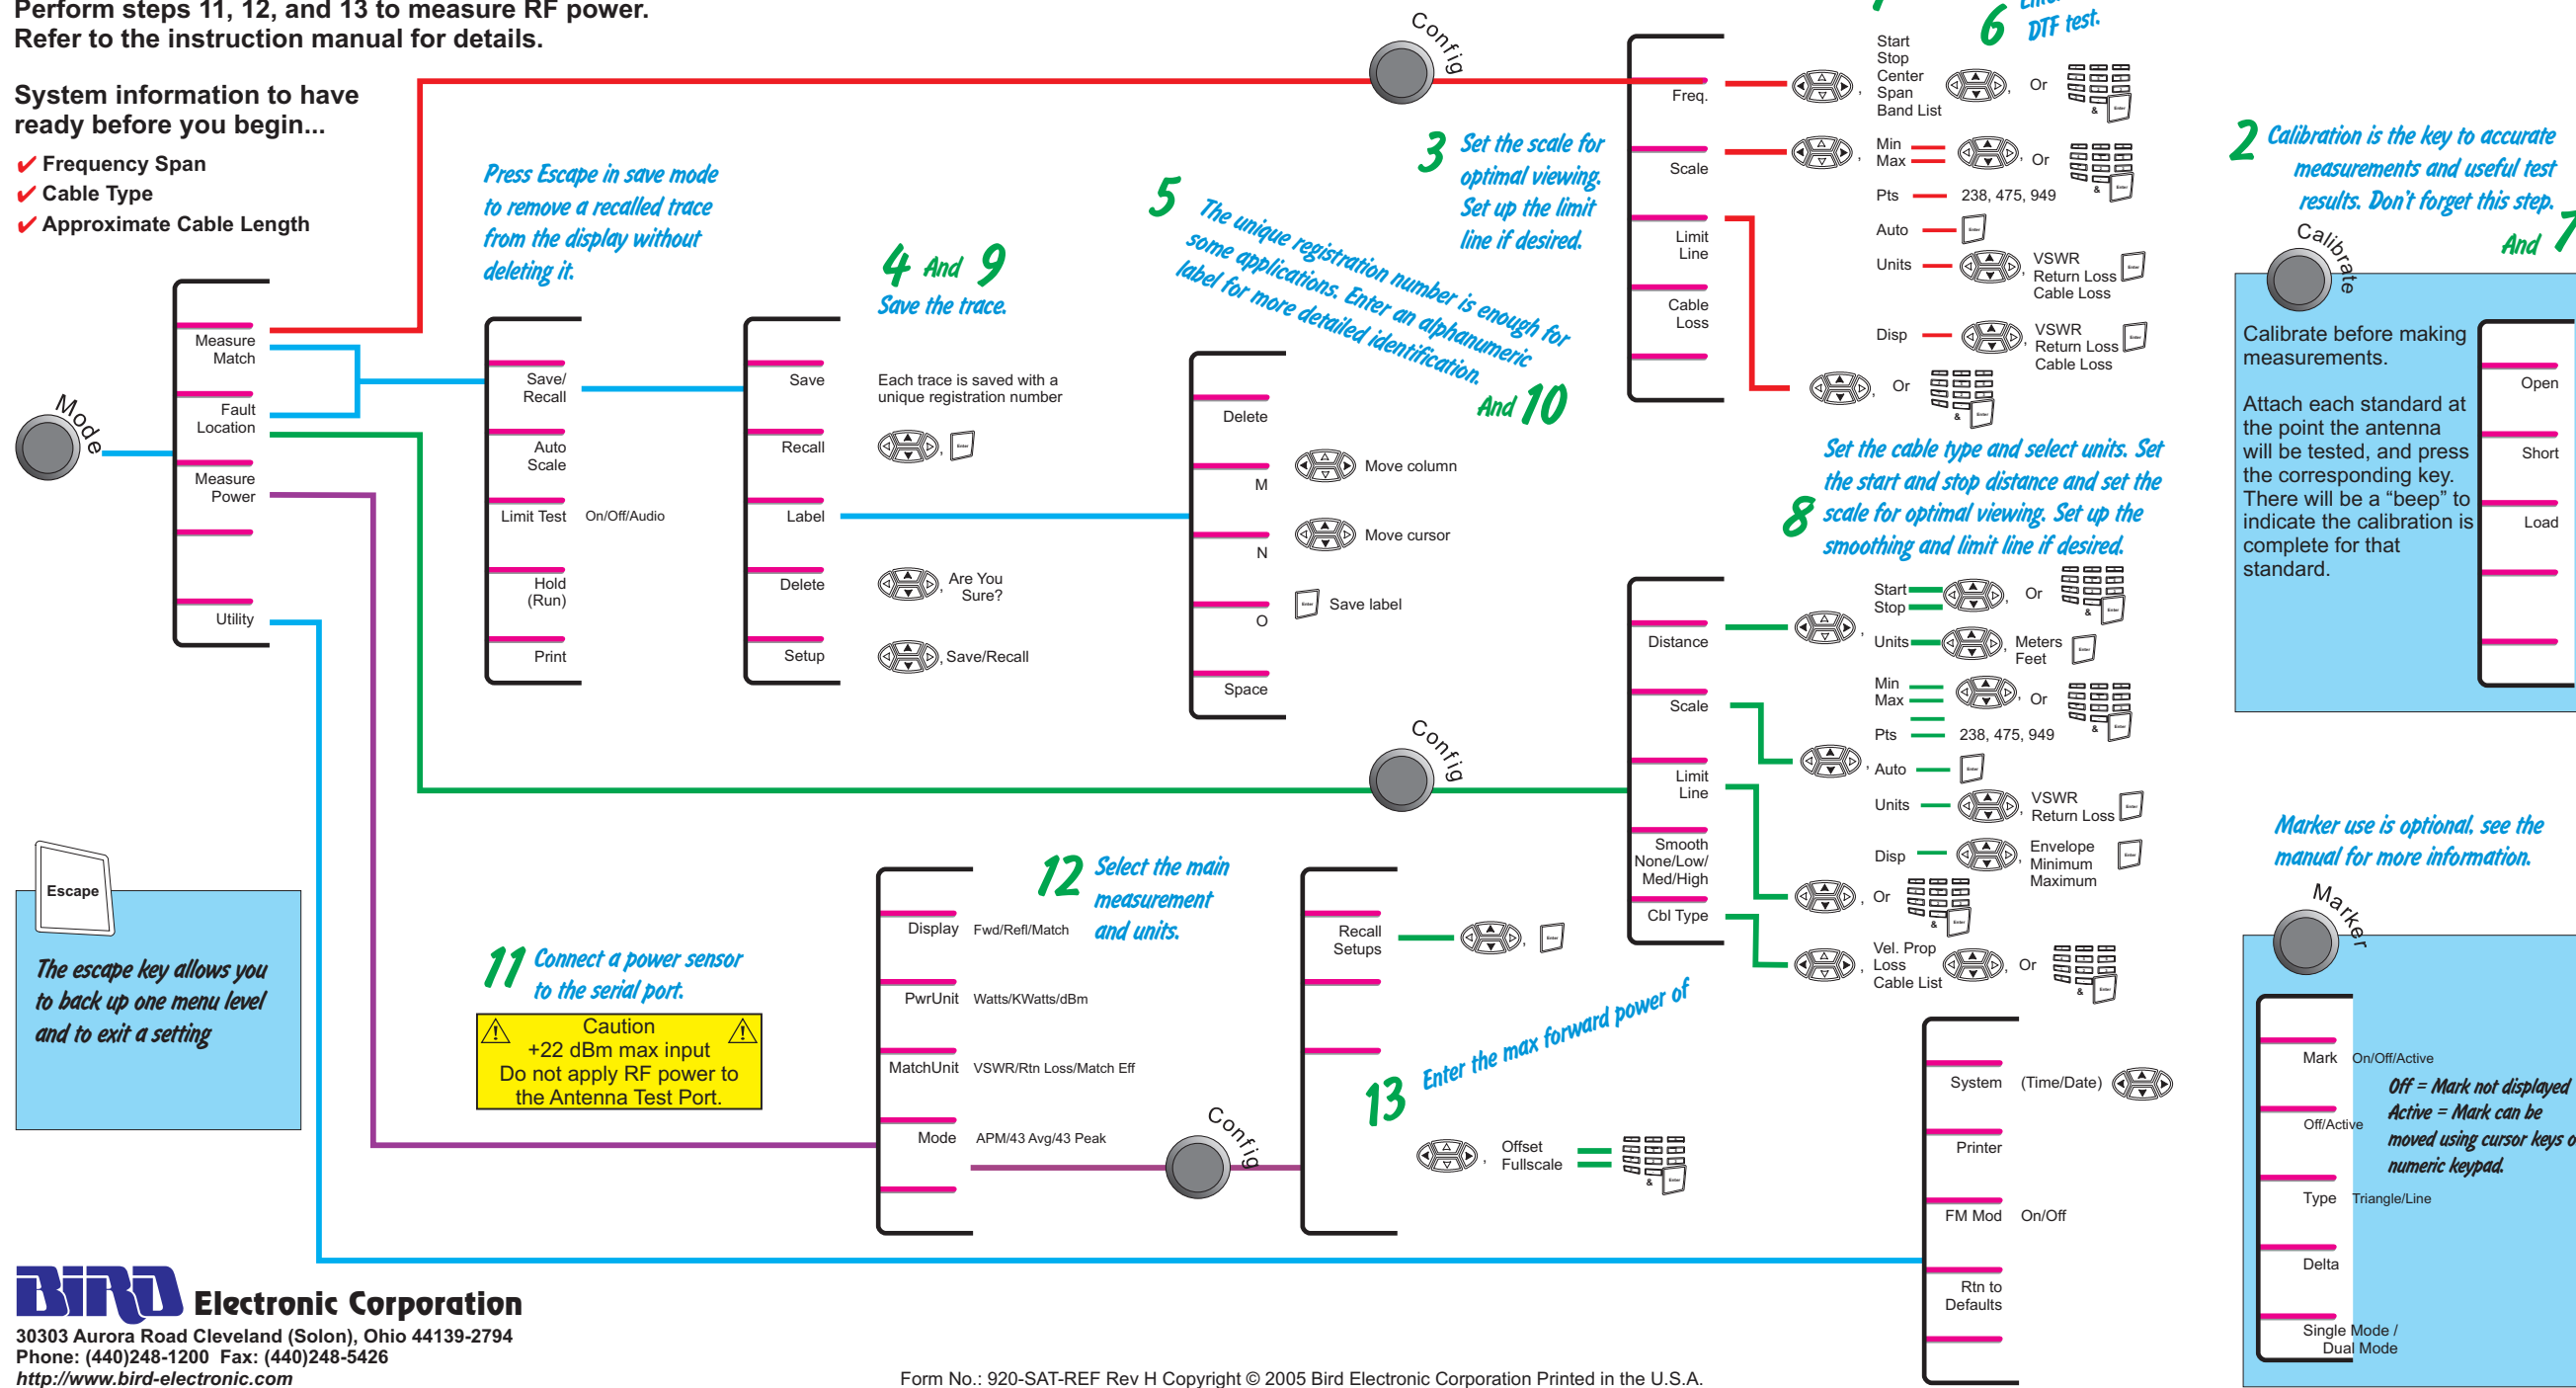 Perform steps 11, 12, and 13 to measure RF power.
Refer to the instruction manual for details.
System information to have
ready before you begin...
✔ Frequency Span
✔ Cable Type
✔ Approximate Cable Length
Mode
Measure
Match
Fault
Location
Measure
Power
Utility
Press Escape in save mode
to remove a recalled trace
from the display without
deleting it.
Save/
Recall
Auto
Scale
Limit Test On/Off/Audio
Hold
(Run)
Print
4 And 9
Save the trace.
Save
Each trace is saved with a
unique registration number
Recall
,
Label
Delete
, Are You
Sure?
Setup
, Save/Recall
5 The unique registration number is enough for
some applications. Enter an alphanumeric
label for more detailed identification.
And 10
Delete
M
Move column
N
Move cursor
O
Save label
Space
Config
3 Set the scale for
optimal viewing.
Set up the limit
line if desired.
6
DTF test.
Freq.
,
Start
Stop
Center
Span
Band List
, Or
&
Scale
,
Min
Max
, Or
&
Pts 238, 475, 949
Auto
Units
, VSWR
Return Loss
Cable Loss
Disp
, VSWR
Return Loss
Cable Loss
Limit
Line
, Or
&
Cable
Loss
2 Calibration is the key to accurate
measurements and useful test
results. Don't forget this step.
And 7
Calibrate
Calibrate before making
measurements.
Attach each standard at
the point the antenna
will be tested, and press
the corresponding key.
There will be a “beep” to
indicate the calibration is
complete for that
standard.
Open
Short
Load
8 Set the cable type and select units. Set
the start and stop distance and set the
scale for optimal viewing. Set up the
smoothing and limit line if desired.
Config
Distance
,
Start
Stop
, Or
&
Units
, Meters
Feet
Scale
,
Min
Max
, Or
&
Pts 238, 475, 949
Auto
Units
, VSWR
Return Loss
Disp
, Envelope
Minimum
Maximum
Limit
Line
, Or
&
Smooth
None/Low/
Med/High
Cbl Type
,
Vel. Prop
Loss
Cable List
, Or
&
Escape
The escape key allows you
to back up one menu level
and to exit a setting
11 Connect a power sensor
to the serial port.
Caution
+22 dBm max input
Do not apply RF power to
the Antenna Test Port.
12 Select the main
measurement
and units.
Display Fwd/Refl/Match
PwrUnit Watts/KWatts/dBm
MatchUnit VSWR/Rtn Loss/Match Eff
Mode APM/43 Avg/43 Peak
Config
Recall
Setups
,
13 Enter the max forward power of
, Offset
Fullscale
&
System (Time/Date)
Printer
FM Mod On/Off
Rtn to
Defaults
Marker use is optional, see the
manual for more information.
Marker
Mark On/Off/Active
Off = Mark not displayed
Active = Mark can be
moved using cursor keys
numeric keypad.
Off/Active
Type Triangle/Line
Delta
Single Mode /
Dual Mode
BIRD Electronic Corporation
30303 Aurora Road Cleveland (Solon), Ohio 44139-2794
Phone: (440)248-1200 Fax: (440)248-5426
http://www.bird-electronic.com
Form No.: 920-SAT-REF Rev H Copyright © 2005 Bird Electronic Corporation Printed in the U.S.A.